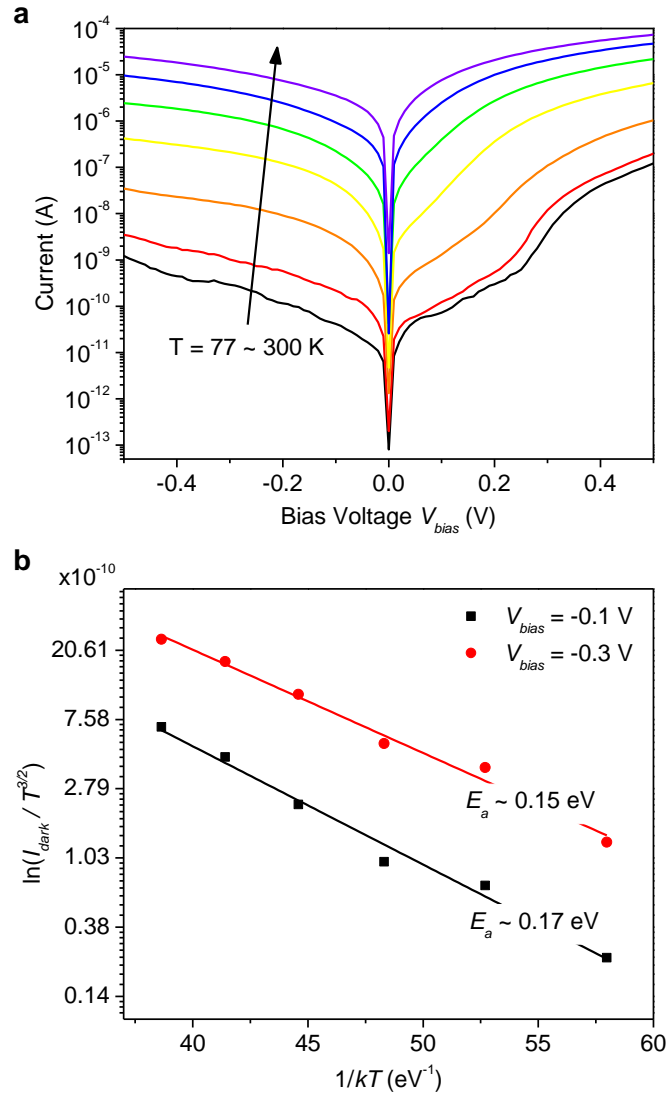 a
10⁻⁴
10⁻⁵
10⁻⁶
10⁻⁷
10⁻⁸
10⁻⁹
10⁻¹⁰
10⁻¹¹
10⁻¹²
10⁻¹³
Current (A)
T = 77 ~ 300 K
-0.4 -0.2 0.0 0.2 0.4
Bias Voltage V_bias (V)
b
x10⁻¹⁰
V_bias = -0.1 V
V_bias = -0.3 V
20.61
7.58
2.79
1.03
0.38
0.14
ln(I_dark / T^3/2)
E_a ~ 0.15 eV
E_a ~ 0.17 eV
40 45 50 55 60
1/kT (eV⁻¹)